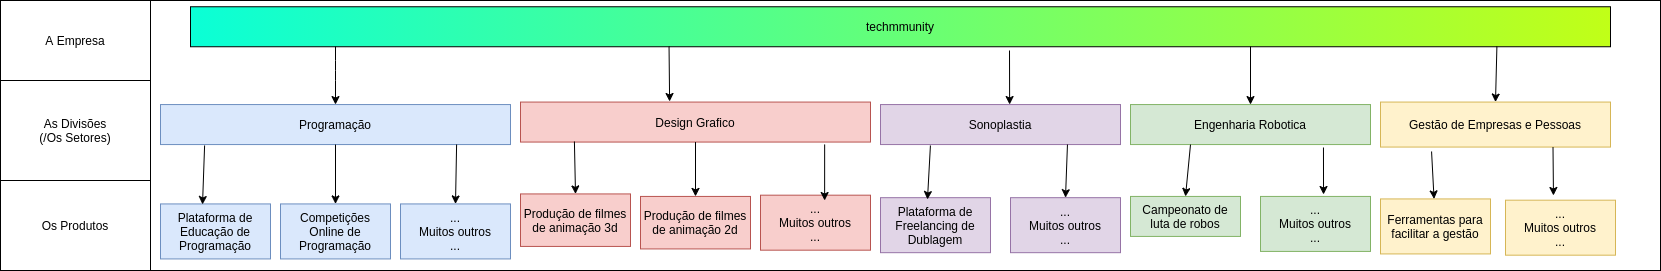 A Empresa
techmmunity
As Divisões
(/Os Setores)
Programação
Design Grafico
Sonoplastia
Engenharia Robotica
Gestão de Empresas e Pessoas
Os Produtos
Plataforma de
Educação de
Programação
Competições
Online de
Programação
...
Muitos outros
...
Produção de filmes
de animação 3d
Produção de filmes
de animação 2d
...
Muitos outros
...
Plataforma de
Freelancing de
Dublagem
...
Muitos outros
...
Campeonato de
luta de robos
...
Muitos outros
...
Ferramentas para
facilitar a gestão
...
Muitos outros
...